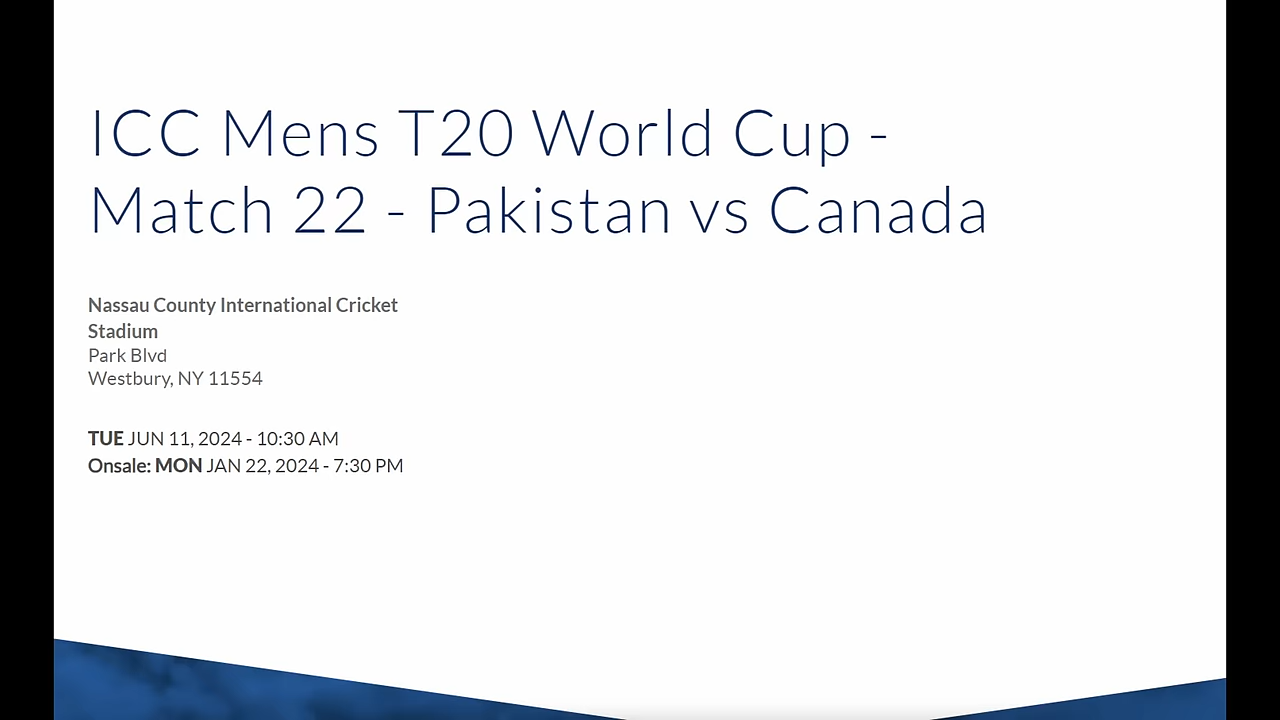 ICC Mens T20 World Cup -
Match 22 - Pakistan vs Canada
Nassau County International Cricket
Stadium
Park Blvd
Westbury, NY 11554
TUE JUN 11, 2024 - 10:30 AM
Onsale: MON JAN 22, 2024 - 7:30 PM